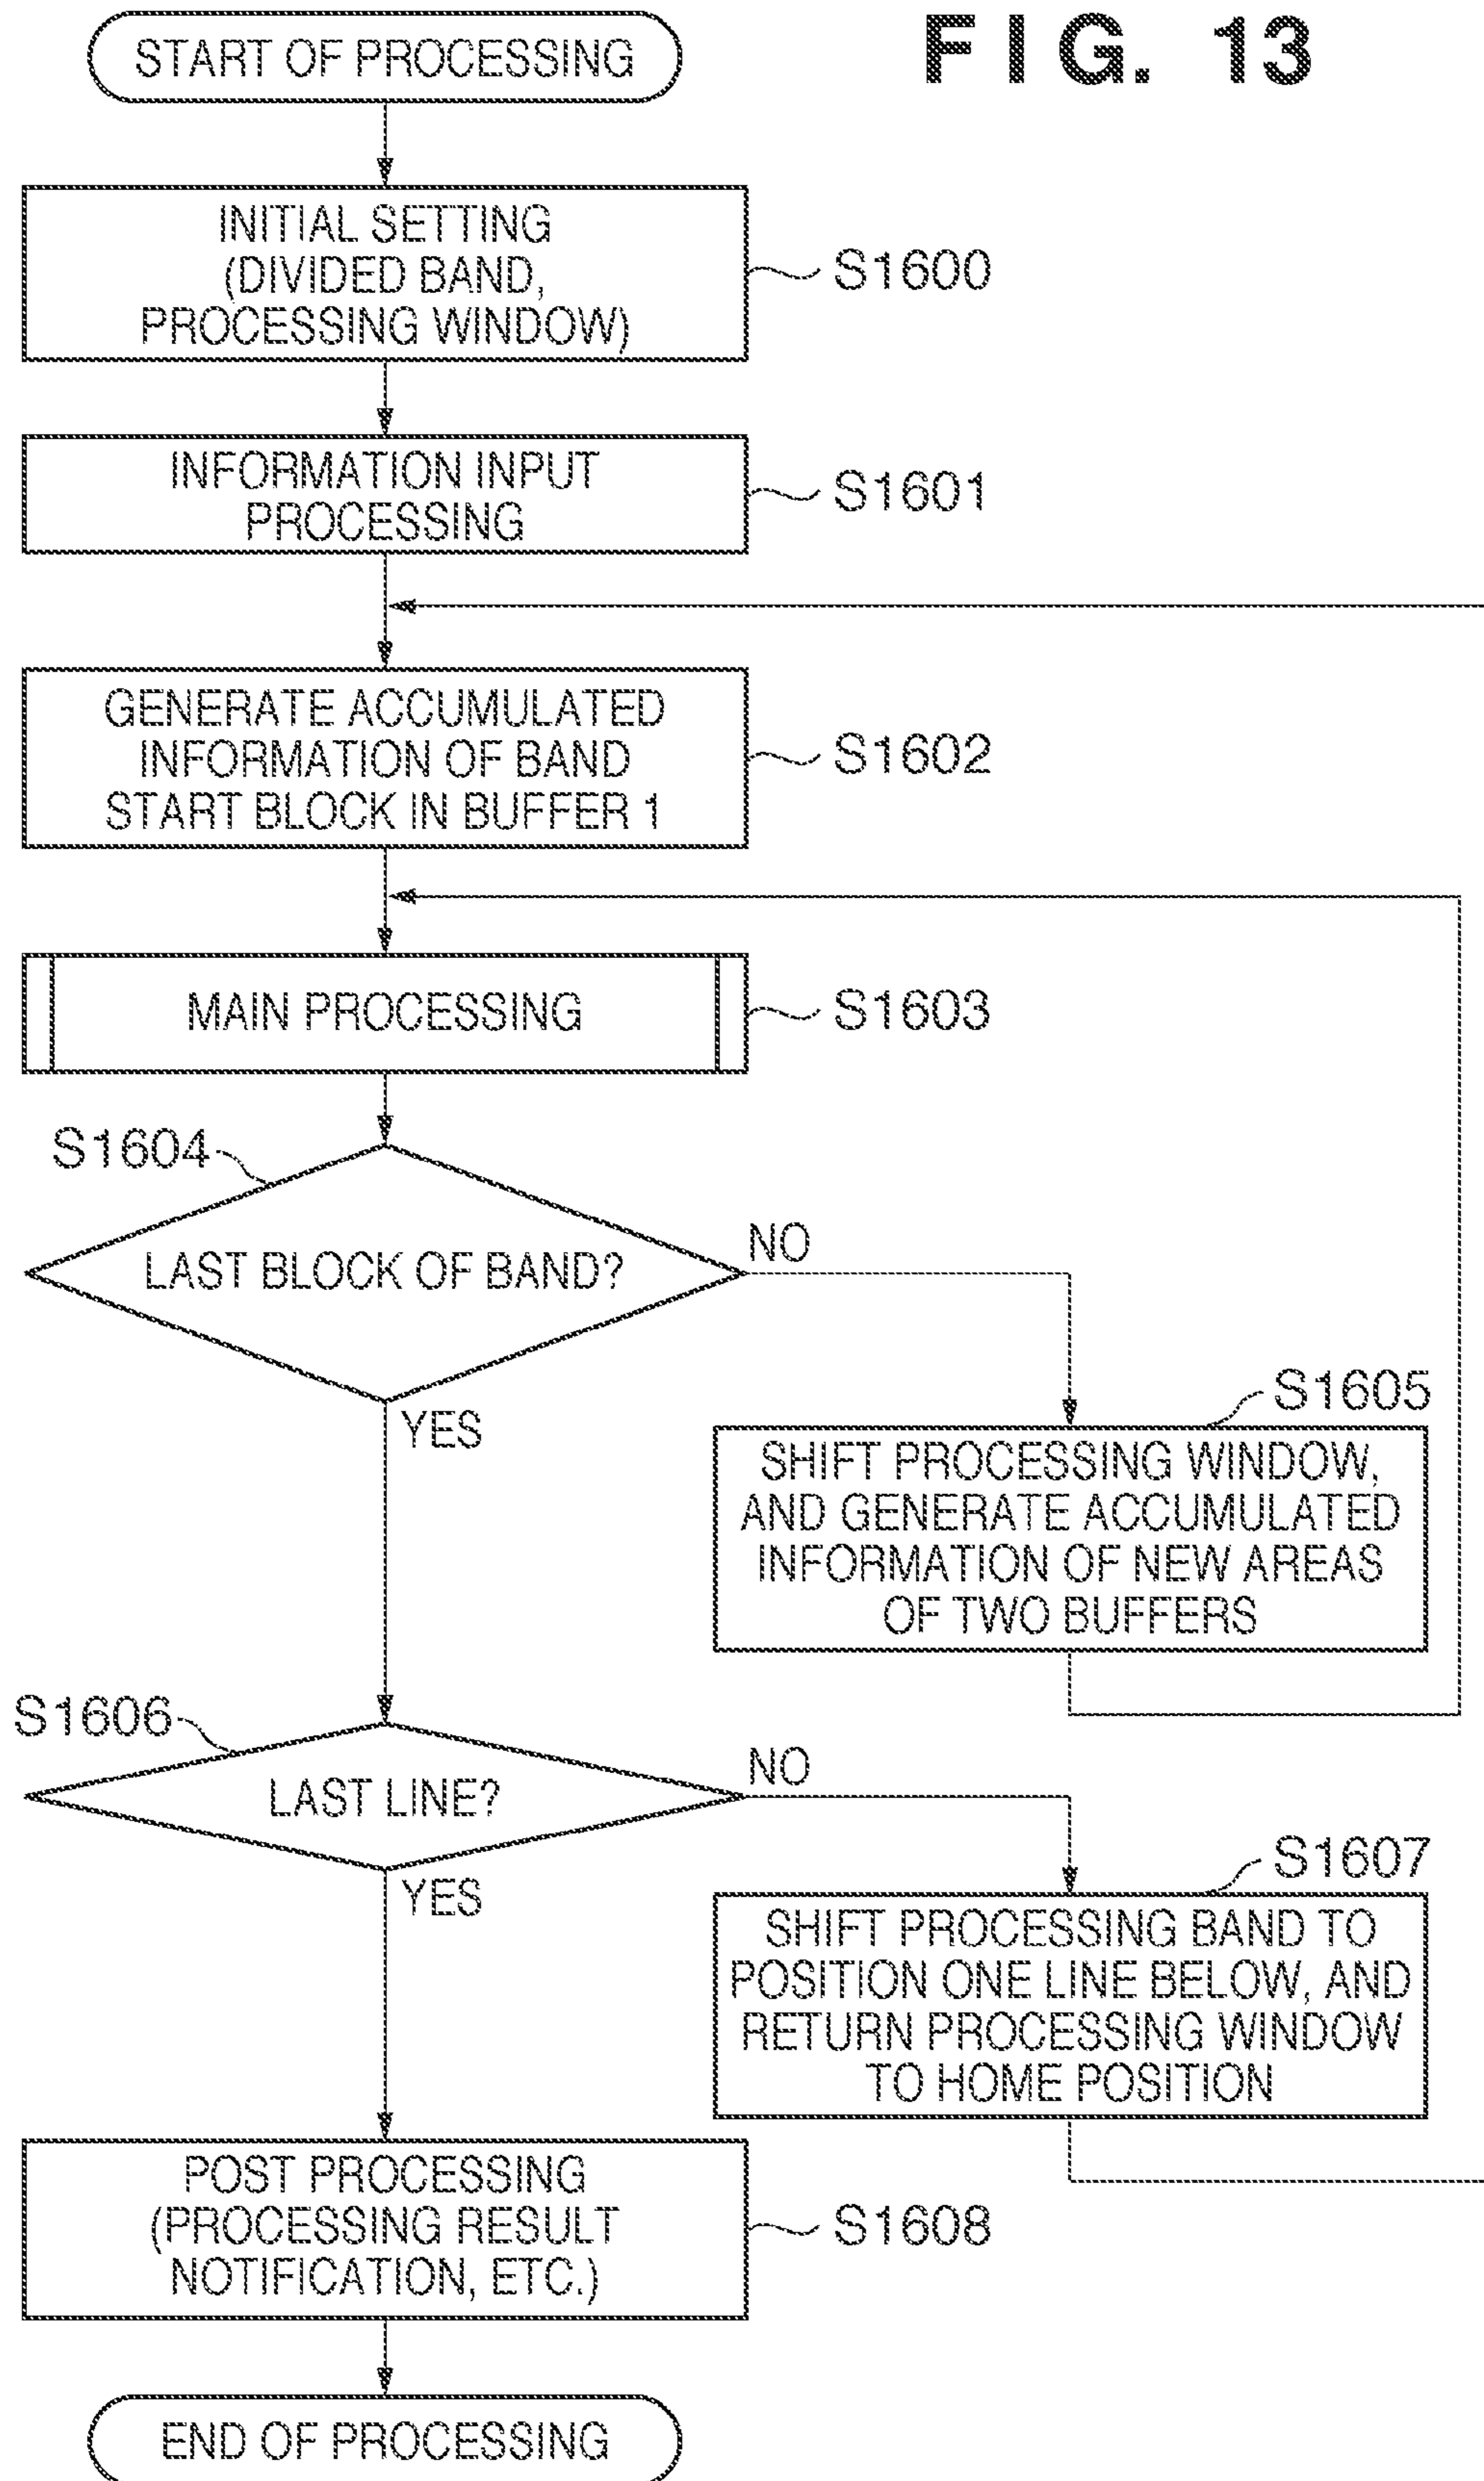 START OF PROCESSING
F I G. 13
INITIAL SETTING
(DIVIDED BAND,
PROCESSING WINDOW)
S1600
INFORMATION INPUT
PROCESSING
S1601
GENERATE ACCUMULATED
INFORMATION OF BAND
START BLOCK IN BUFFER 1
S1602
MAIN PROCESSING
S1603
S1604
LAST BLOCK OF BAND?
NO
YES
S1605
SHIFT PROCESSING WINDOW,
AND GENERATE ACCUMULATED
INFORMATION OF NEW AREAS
OF TWO BUFFERS
S1606
LAST LINE?
NO
YES
S1607
SHIFT PROCESSING BAND TO
POSITION ONE LINE BELOW, AND
RETURN PROCESSING WINDOW
TO HOME POSITION
POST PROCESSING
(PROCESSING RESULT
NOTIFICATION, ETC.)
S1608
END OF PROCESSING